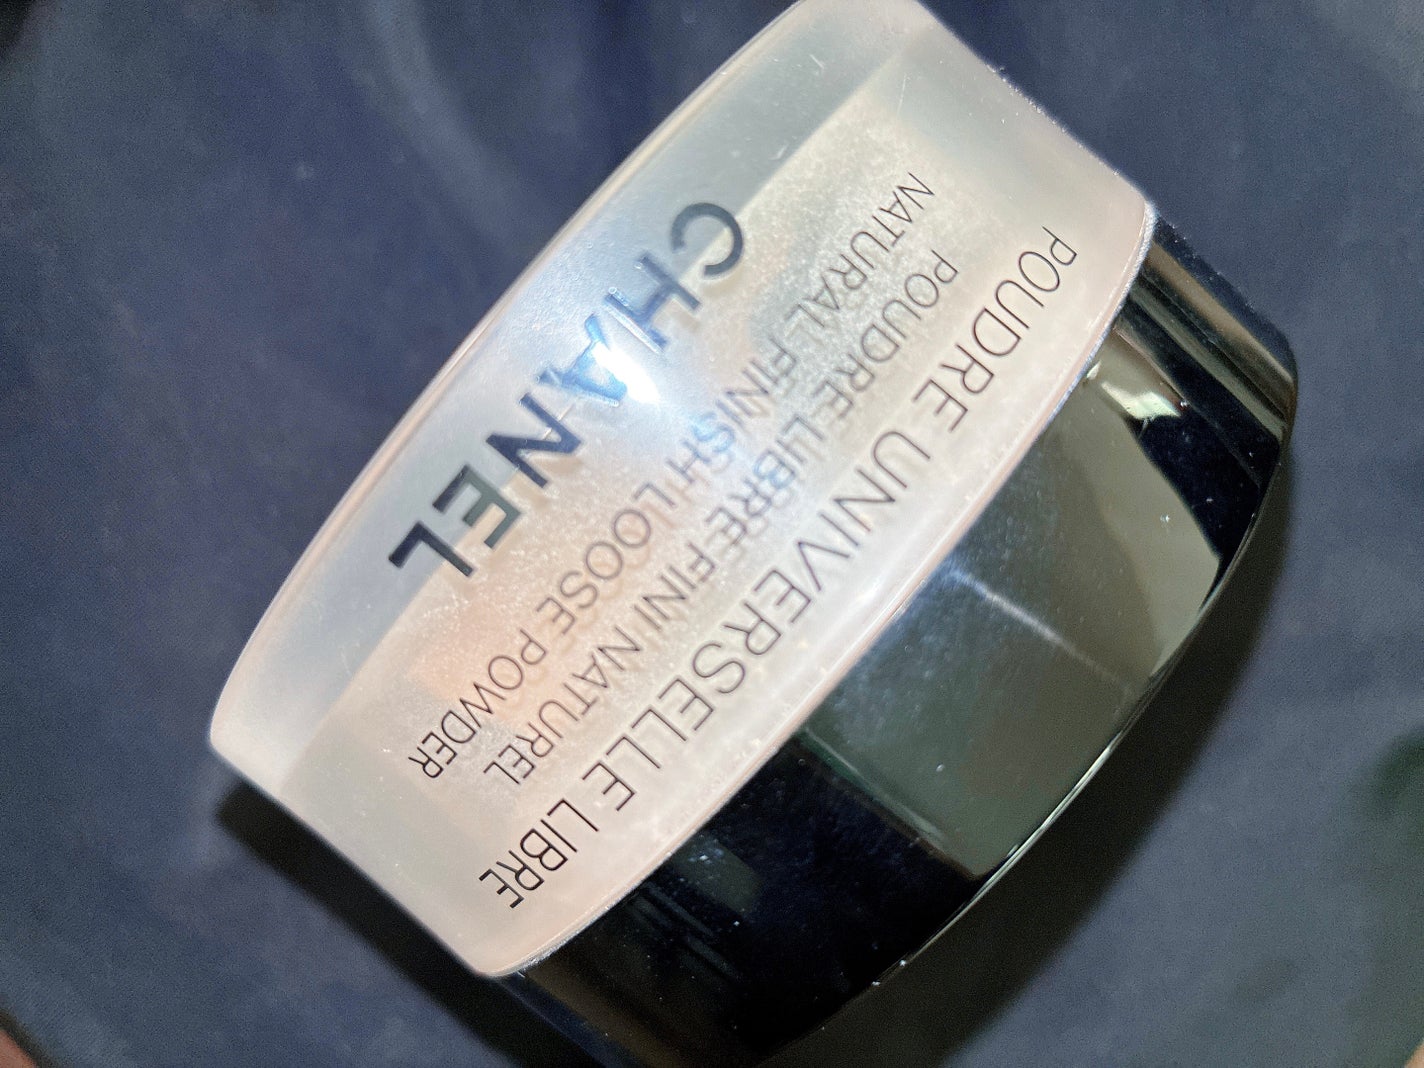 POUDRE UNIVERSELLE LIBRE
POUDRE LIBRE FINI NATUREL
NATURAL FINISH LOOSE POWDER
CHANEL